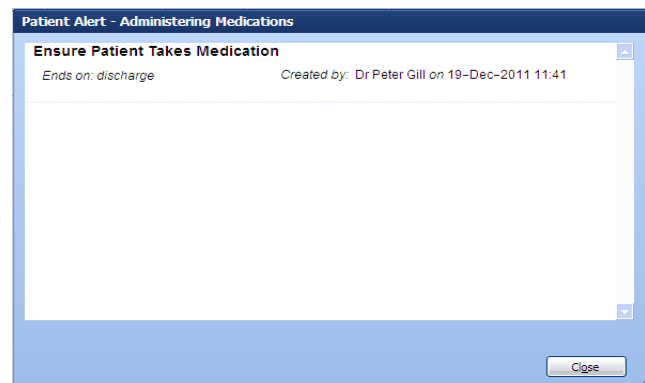 Patient Alert - Administering Medications
Ensure Patient Takes Medication
Ends on: discharge Created by: Dr Peter Gill on 19-Dec-2011 11:41
Close